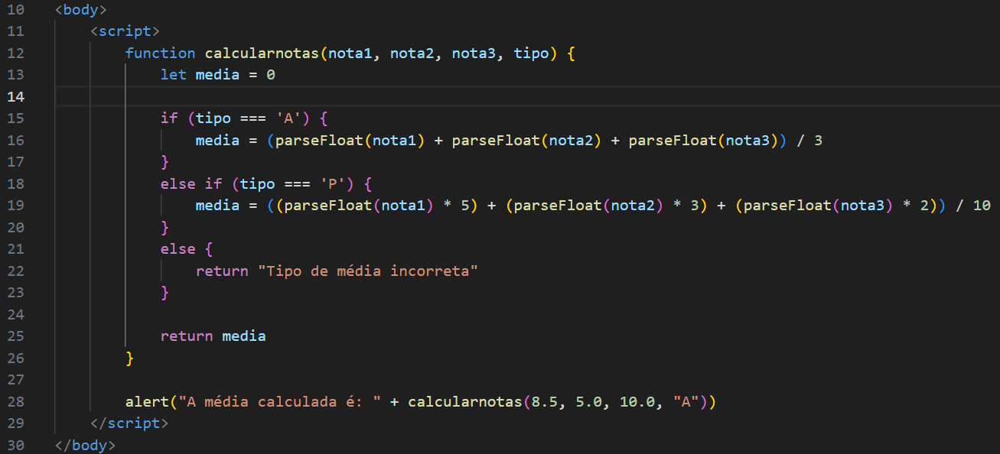 10 <body>
11 <script>
12 function calcularnotas(nota1, nota2, nota3, tipo) {
13 let media = 0
14
15 if (tipo === 'A') {
16 media = (parseFloat(nota1) + parseFloat(nota2) + parseFloat(nota3)) / 3
17 }
18 else if (tipo === 'P') {
19 media = ((parseFloat(nota1) * 5) + (parseFloat(nota2) * 3) + (parseFloat(nota3) * 2)) / 10
20 }
21 else {
22 return "Tipo de média incorreta"
23 }
24
25 return media
26 }
27
28 alert("A média calculada é: " + calcularnotas(8.5, 5.0, 10.0, "A"))
29 </script>
30 </body>